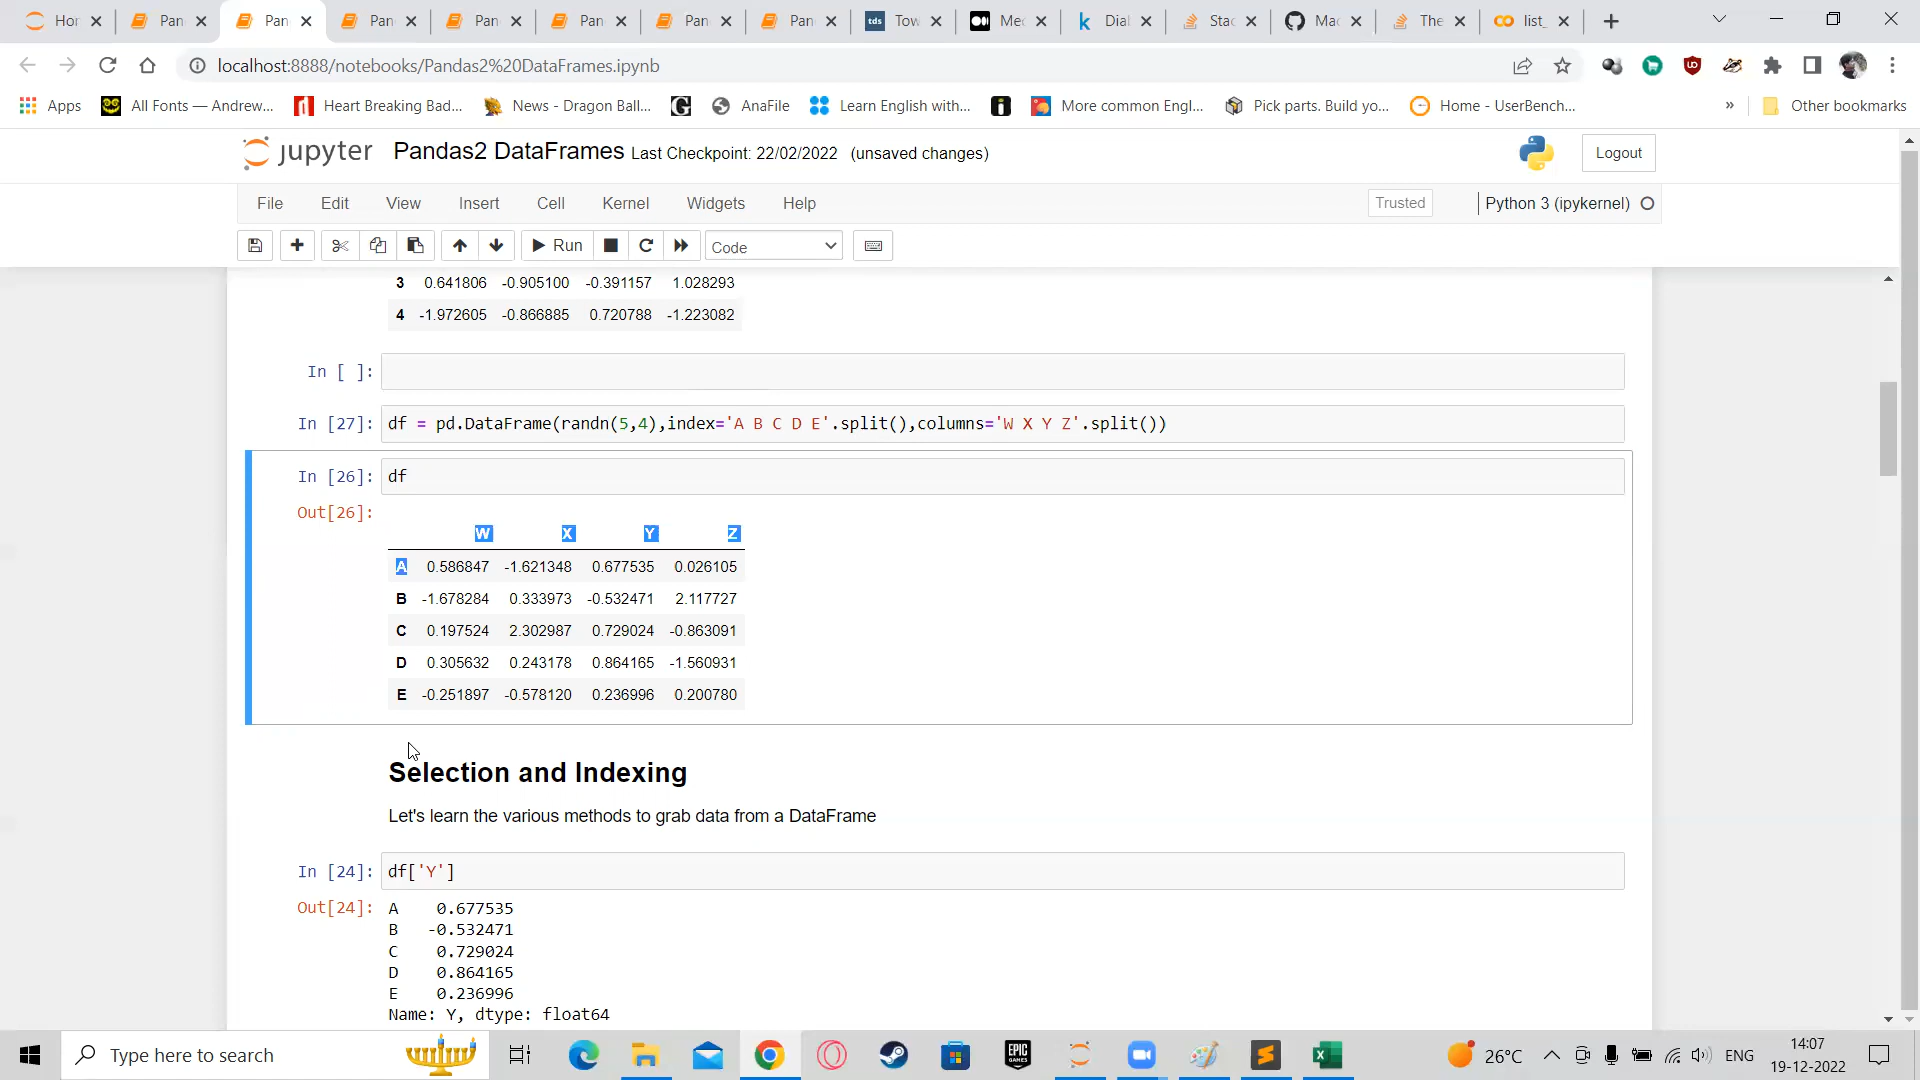 Hor Pan Pan Pan Pan Pan Pan Pan tds Tow Mec k Dial Stac Mac The CO list_
localhost:8888/notebooks/Pandas2%20DataFrames.ipynb
Apps All Fonts — Andrew... Heart Breaking Bad... News - Dragon Ball... G AnaFile Learn English with... i More common Engl... Pick parts. Build yo... Home - UserBench... » Other bookmarks
jupyter Pandas2 DataFrames Last Checkpoint: 22/02/2022 (unsaved changes) Logout
File Edit View Insert Cell Kernel Widgets Help Trusted Python 3 (ipykernel)
Run Code
3 0.641806 -0.905100 -0.391157 1.028293
4 -1.972605 -0.866885 0.720788 -1.223082
In [ ]:
In [27]: df = pd.DataFrame(randn(5,4),index='A B C D E'.split(),columns='W X Y Z'.split())
In [26]: df
Out[26]:
W X Y Z
A 0.586847 -1.621348 0.677535 0.026105
B -1.678284 0.333973 -0.532471 2.117727
C 0.197524 2.302987 0.729024 -0.863091
D 0.305632 0.243178 0.864165 -1.560931
E -0.251897 -0.578120 0.236996 0.200780
Selection and Indexing
Let's learn the various methods to grab data from a DataFrame
In [24]: df['Y']
Out[24]: A 0.677535
B -0.532471
C 0.729024
D 0.864165
E 0.236996
Name: Y, dtype: float64
Type here to search EPIC GAMES 26°C ENG 14:07
19-12-2022